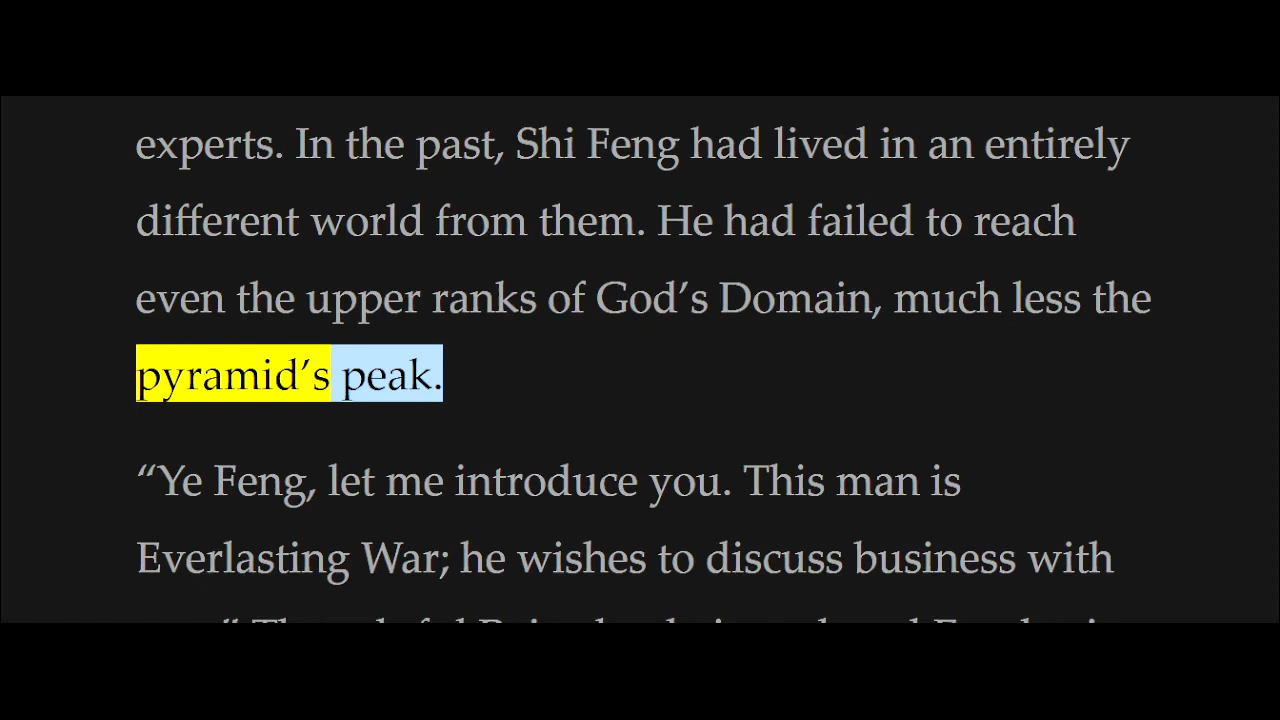 experts. In the past, Shi Feng had lived in an entirely
different world from them. He had failed to reach
even the upper ranks of God’s Domain, much less the
pyramid’s peak.
“Ye Feng, let me introduce you. This man is
Everlasting War; he wishes to discuss business with